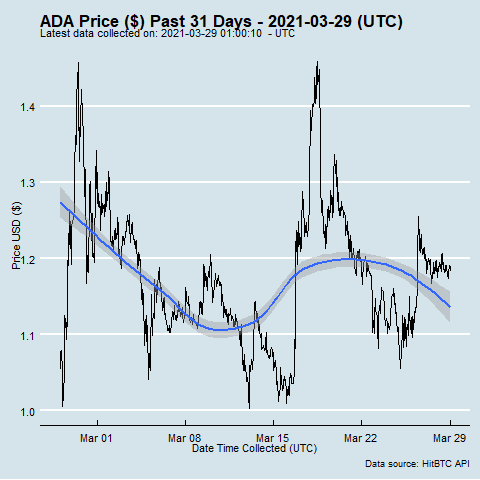 ADA Price ($) Past 31 Days - 2021-03-29 (UTC)
Latest data collected on: 2021-03-29 01:00:10  - UTC
Price USD ($)
1.4
1.3
1.2
1.1
1.0
Mar 01
Mar 08
Mar 15
Mar 22
Mar 29
Date Time Collected (UTC)
Data source: HitBTC API